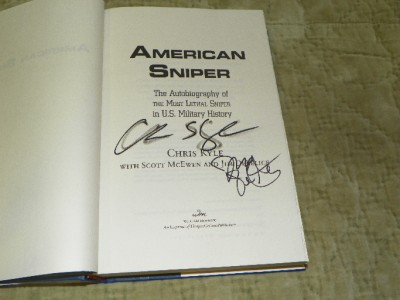 AMERICAN
SNIPER
The Autobiography of
the Most Lethal Sniper
in U.S. Military History
Chris Kyle
with Scott McEwen and Jim